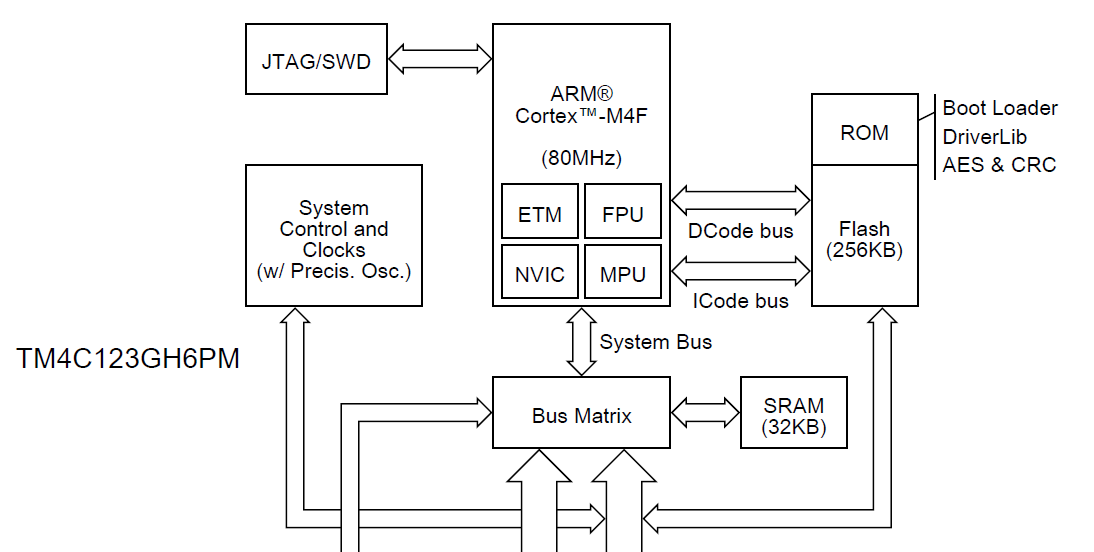 JTAG/SWD
ARM®
Cortex™-M4F
(80MHz)
ETM
FPU
NVIC
MPU
ROM
Boot Loader
DriverLib
AES & CRC
Flash
(256KB)
DCode bus
ICode bus
System
Control and
Clocks
(w/ Precis. Osc.)
TM4C123GH6PM
System Bus
Bus Matrix
SRAM
(32KB)